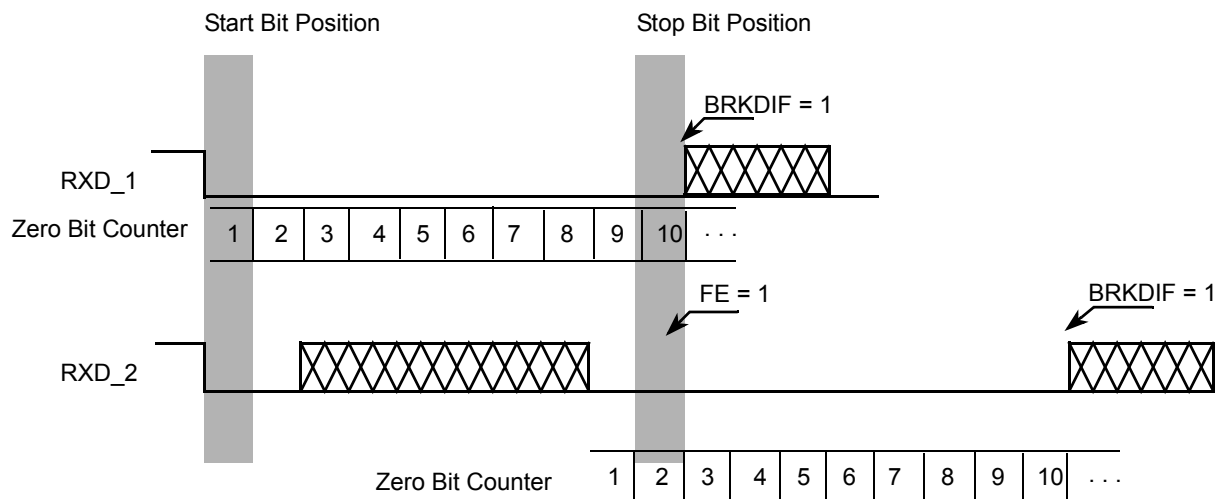 Start Bit Position
Stop Bit Position
BRKDIF = 1
RXD_1
Zero Bit Counter
1 2 3 4 5 6 7 8 9 10 . . .
FE = 1
BRKDIF = 1
RXD_2
Zero Bit Counter
1 2 3 4 5 6 7 8 9 10 . . .